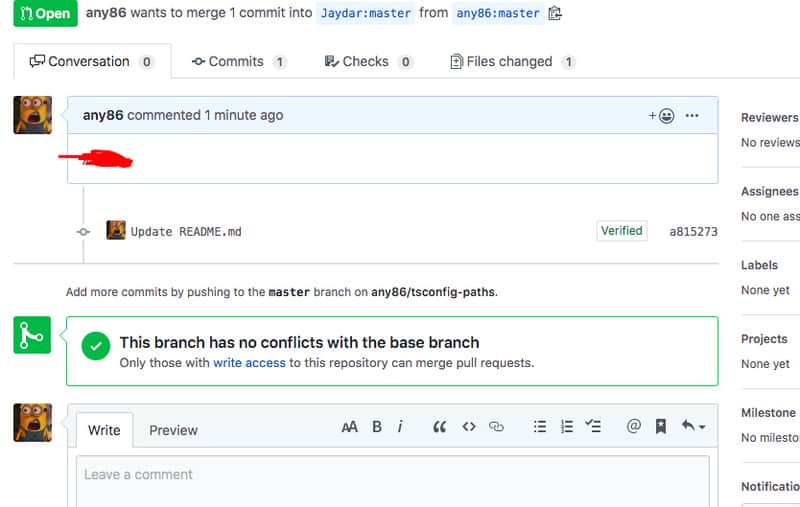 Open any86 wants to merge 1 commit into Jaydar:master from any86:master
Conversation 0 Commits 1 Checks 0 Files changed 1
any86 commented 1 minute ago
Reviewers
No reviews
Assignees
No one ass
Update README.md Verified a815273
Labels
None yet
Add more commits by pushing to the master branch on any86/tsconfig-paths.
Projects
None yet
This branch has no conflicts with the base branch
Only those with write access to this repository can merge pull requests.
Milestone
No milesto
Write Preview
Leave a comment
Notificatio